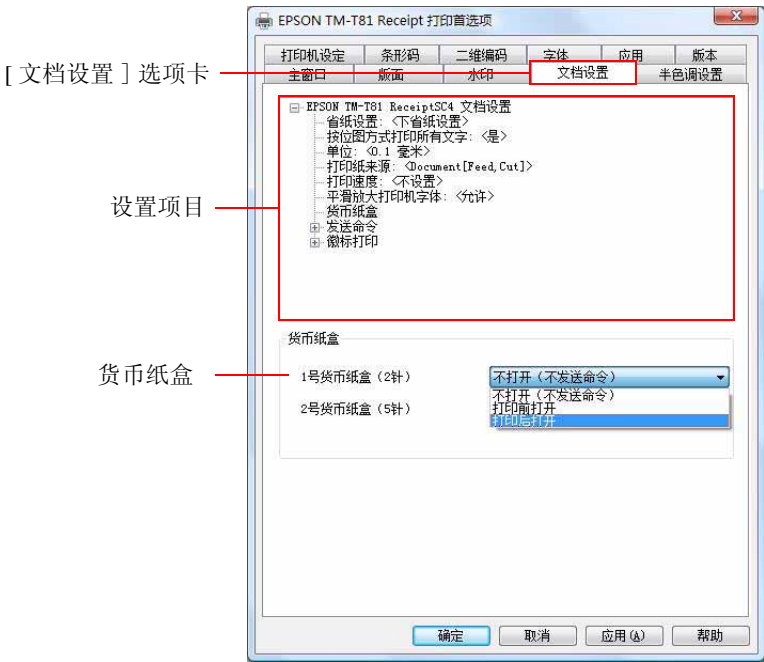 EPSON TM-T81 Receipt 打印首选项
打印机设定 条形码 二维编码 字体 应用 版本
主窗口 版面 水印 文档设置 半色调设置
[ 文档设置 ] 选项卡
EPSON TM-T81 ReceiptSC4 文档设置
省纸设置: <下省纸设置>
按位图方式打印所有文字: <是>
单位: <0.1 毫米>
打印纸来源: <Document[Feed,Cut]>
打印速度: <不设置>
平滑放大打印机字体: <允许>
货币纸盒
发送命令
徽标打印
设置项目
货币纸盒
货币纸盒
1号货币纸盒（2针） 不打开（不发送命令）
不打开（不发送命令）
打印前打开
2号货币纸盒（5针） 打印后打开
确定 取消 应用(A) 帮助